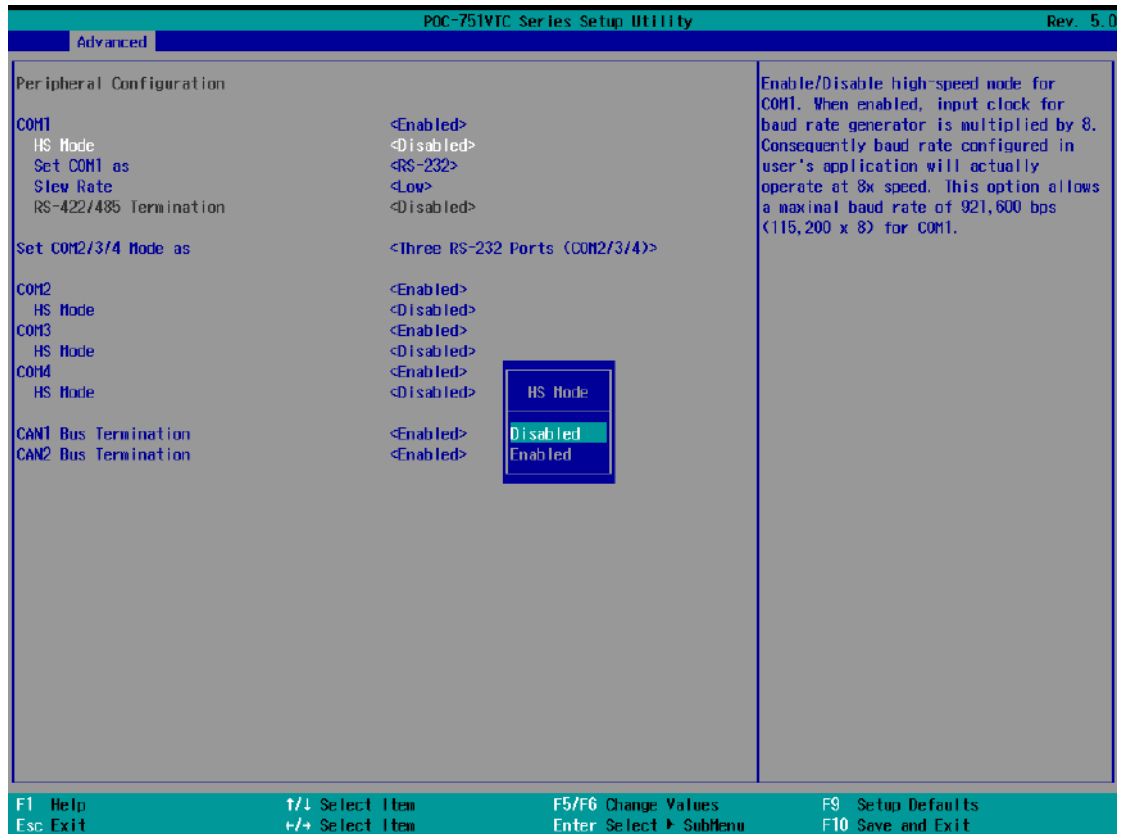 POC-751VTC Series Setup Utility Rev. 5.0
Advanced
Peripheral Configuration
COM1 <Enabled>
HS Mode <Disabled>
Set COM1 as <RS-232>
Slew Rate <Low>
RS-422/485 Termination <Disabled>
Set COM2/3/4 Mode as <Three RS-232 Ports (COM2/3/4)>
COM2 <Enabled>
HS Mode <Disabled>
COM3 <Enabled>
HS Mode <Disabled>
COM4 <Enabled>
HS Mode <Disabled>
CAN1 Bus Termination <Enabled>
CAN2 Bus Termination <Enabled>
HS Mode
Disabled
Enabled
Enable/Disable high-speed mode for
COM1. When enabled, input clock for
baud rate generator is multiplied by 8.
Consequently baud rate configured in
user's application will actually
operate at 8x speed. This option allows
a maximal baud rate of 921,600 bps
(115,200 x 8) for COM1.
F1 Help ↑/↓ Select Item F5/F6 Change Values F9 Setup Defaults
Esc Exit ←/→ Select Item Enter Select ▶ SubMenu F10 Save and Exit